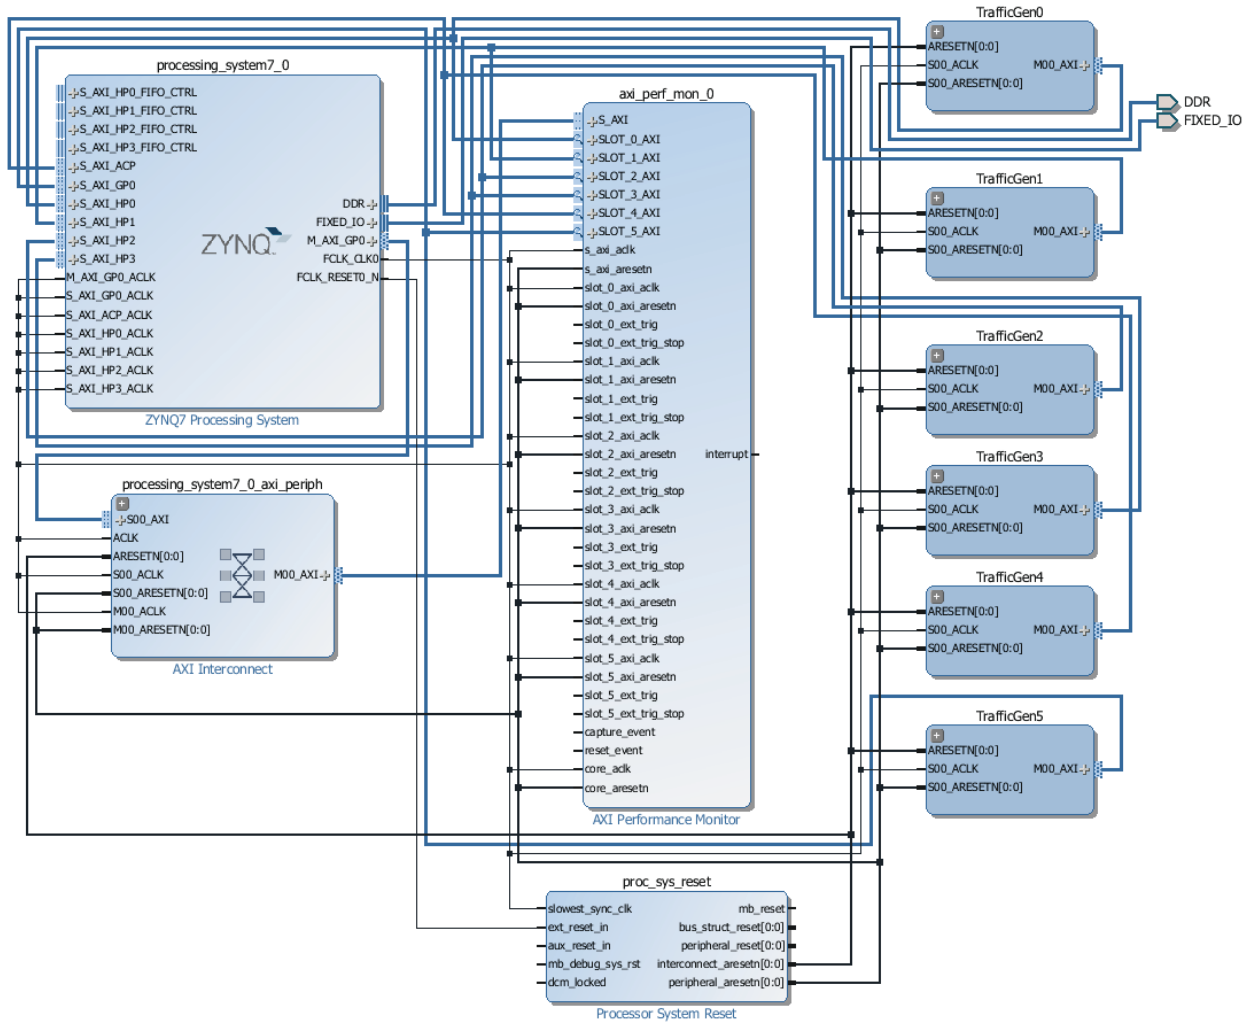 processing_system7_0
S_AXI_HP0_FIFO_CTRL
S_AXI_HP1_FIFO_CTRL
S_AXI_HP2_FIFO_CTRL
S_AXI_HP3_FIFO_CTRL
S_AXI_ACP
S_AXI_GP0
S_AXI_HP0
S_AXI_HP1
S_AXI_HP2
S_AXI_HP3
M_AXI_GP0_ACLK
S_AXI_GP0_ACLK
S_AXI_ACP_ACLK
S_AXI_HP0_ACLK
S_AXI_HP1_ACLK
S_AXI_HP2_ACLK
S_AXI_HP3_ACLK
ZYNQ
DDR
FIXED_IO
M_AXI_GP0
FCLK_CLK0
FCLK_RESET0_N
ZYNQ7 Processing System
processing_system7_0_axi_periph
S00_AXI
ACLK
ARESETN[0:0]
S00_ACLK
S00_ARESETN[0:0]
M00_ACLK
M00_ARESETN[0:0]
M00_AXI
AXI Interconnect
axi_perf_mon_0
S_AXI
SLOT_0_AXI
SLOT_1_AXI
SLOT_2_AXI
SLOT_3_AXI
SLOT_4_AXI
SLOT_5_AXI
s_axi_aclk
s_axi_aresetn
slot_0_axi_aclk
slot_0_axi_aresetn
slot_0_ext_trig
slot_0_ext_trig_stop
slot_1_axi_aclk
slot_1_axi_aresetn
slot_1_ext_trig
slot_1_ext_trig_stop
slot_2_axi_aclk
slot_2_axi_aresetn
slot_2_ext_trig
slot_2_ext_trig_stop
slot_3_axi_aclk
slot_3_axi_aresetn
slot_3_ext_trig
slot_3_ext_trig_stop
slot_4_axi_aclk
slot_4_axi_aresetn
slot_4_ext_trig
slot_4_ext_trig_stop
slot_5_axi_aclk
slot_5_axi_aresetn
slot_5_ext_trig
slot_5_ext_trig_stop
capture_event
reset_event
core_aclk
core_aresetn
interrupt
AXI Performance Monitor
proc_sys_reset
slowest_sync_clk
ext_reset_in
aux_reset_in
mb_debug_sys_rst
dcm_locked
mb_reset
bus_struct_reset[0:0]
peripheral_reset[0:0]
interconnect_aresetn[0:0]
peripheral_aresetn[0:0]
Processor System Reset
TrafficGen0
ARESETN[0:0]
S00_ACLK
S00_ARESETN[0:0]
M00_AXI
DDR
FIXED_IO
TrafficGen1
ARESETN[0:0]
S00_ACLK
S00_ARESETN[0:0]
M00_AXI
TrafficGen2
ARESETN[0:0]
S00_ACLK
S00_ARESETN[0:0]
M00_AXI
TrafficGen3
ARESETN[0:0]
S00_ACLK
S00_ARESETN[0:0]
M00_AXI
TrafficGen4
ARESETN[0:0]
S00_ACLK
S00_ARESETN[0:0]
M00_AXI
TrafficGen5
ARESETN[0:0]
S00_ACLK
S00_ARESETN[0:0]
M00_AXI